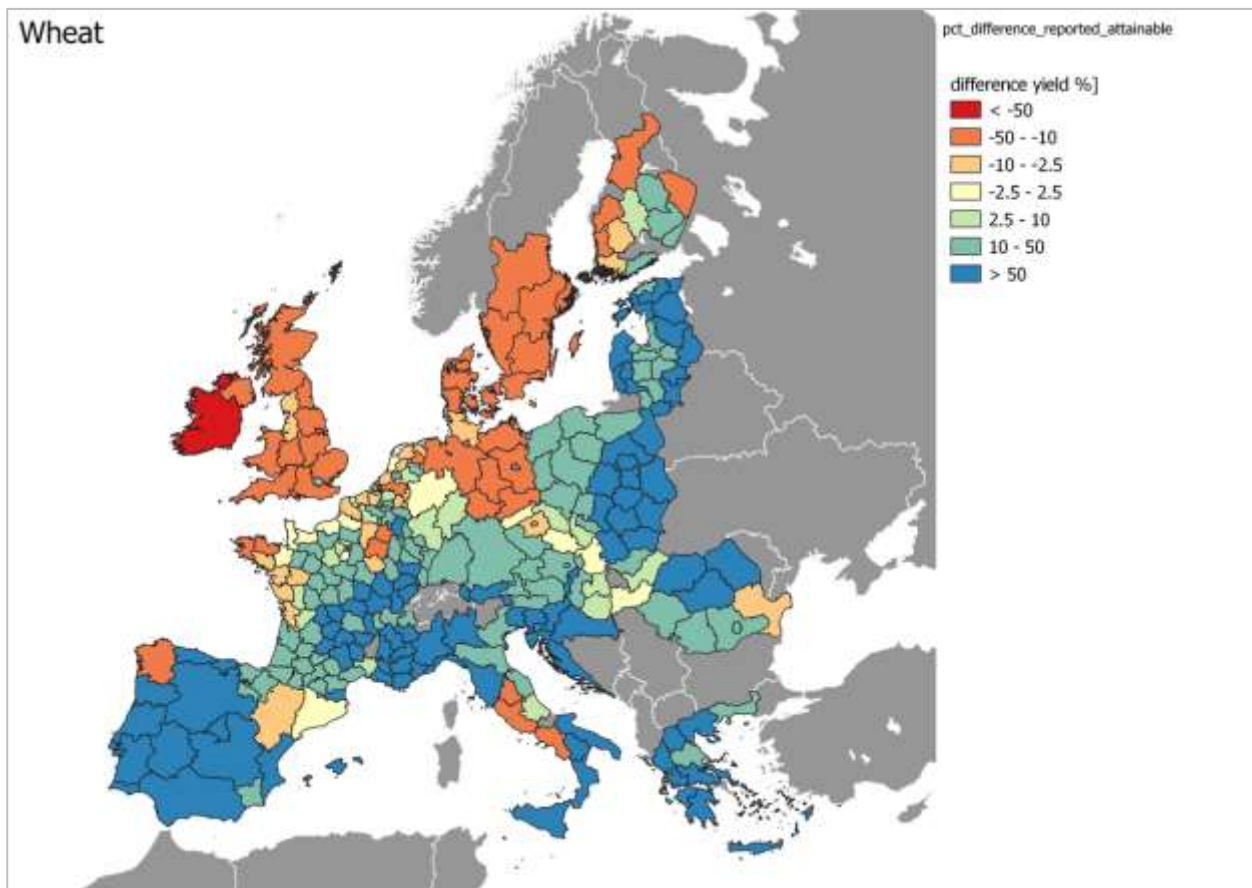 Wheat
pct_difference_reported_attainable
difference yield %]
< -50
-50 - -10
-10 - -2.5
-2.5 - 2.5
2.5 - 10
10 - 50
> 50